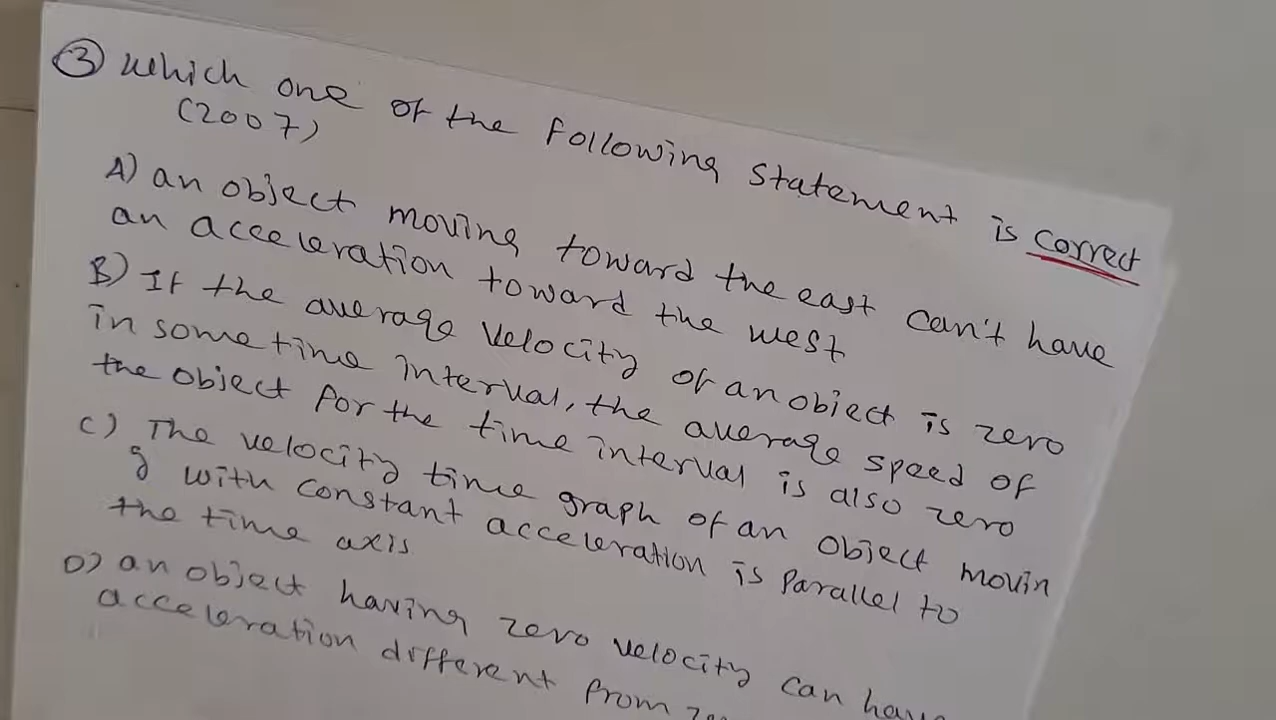 ③ Which one of the following statement is correct
(2007)
A) an object moving toward the east can't have
an acceleration toward the west
B) If the average velocity of an object is zero
in some time interval, the average speed of
the object for the time interval is also zero
C) The velocity time graph of an object movin
g with constant acceleration is parallel to
the time axis
D) an object having zero velocity can have
acceleration different from